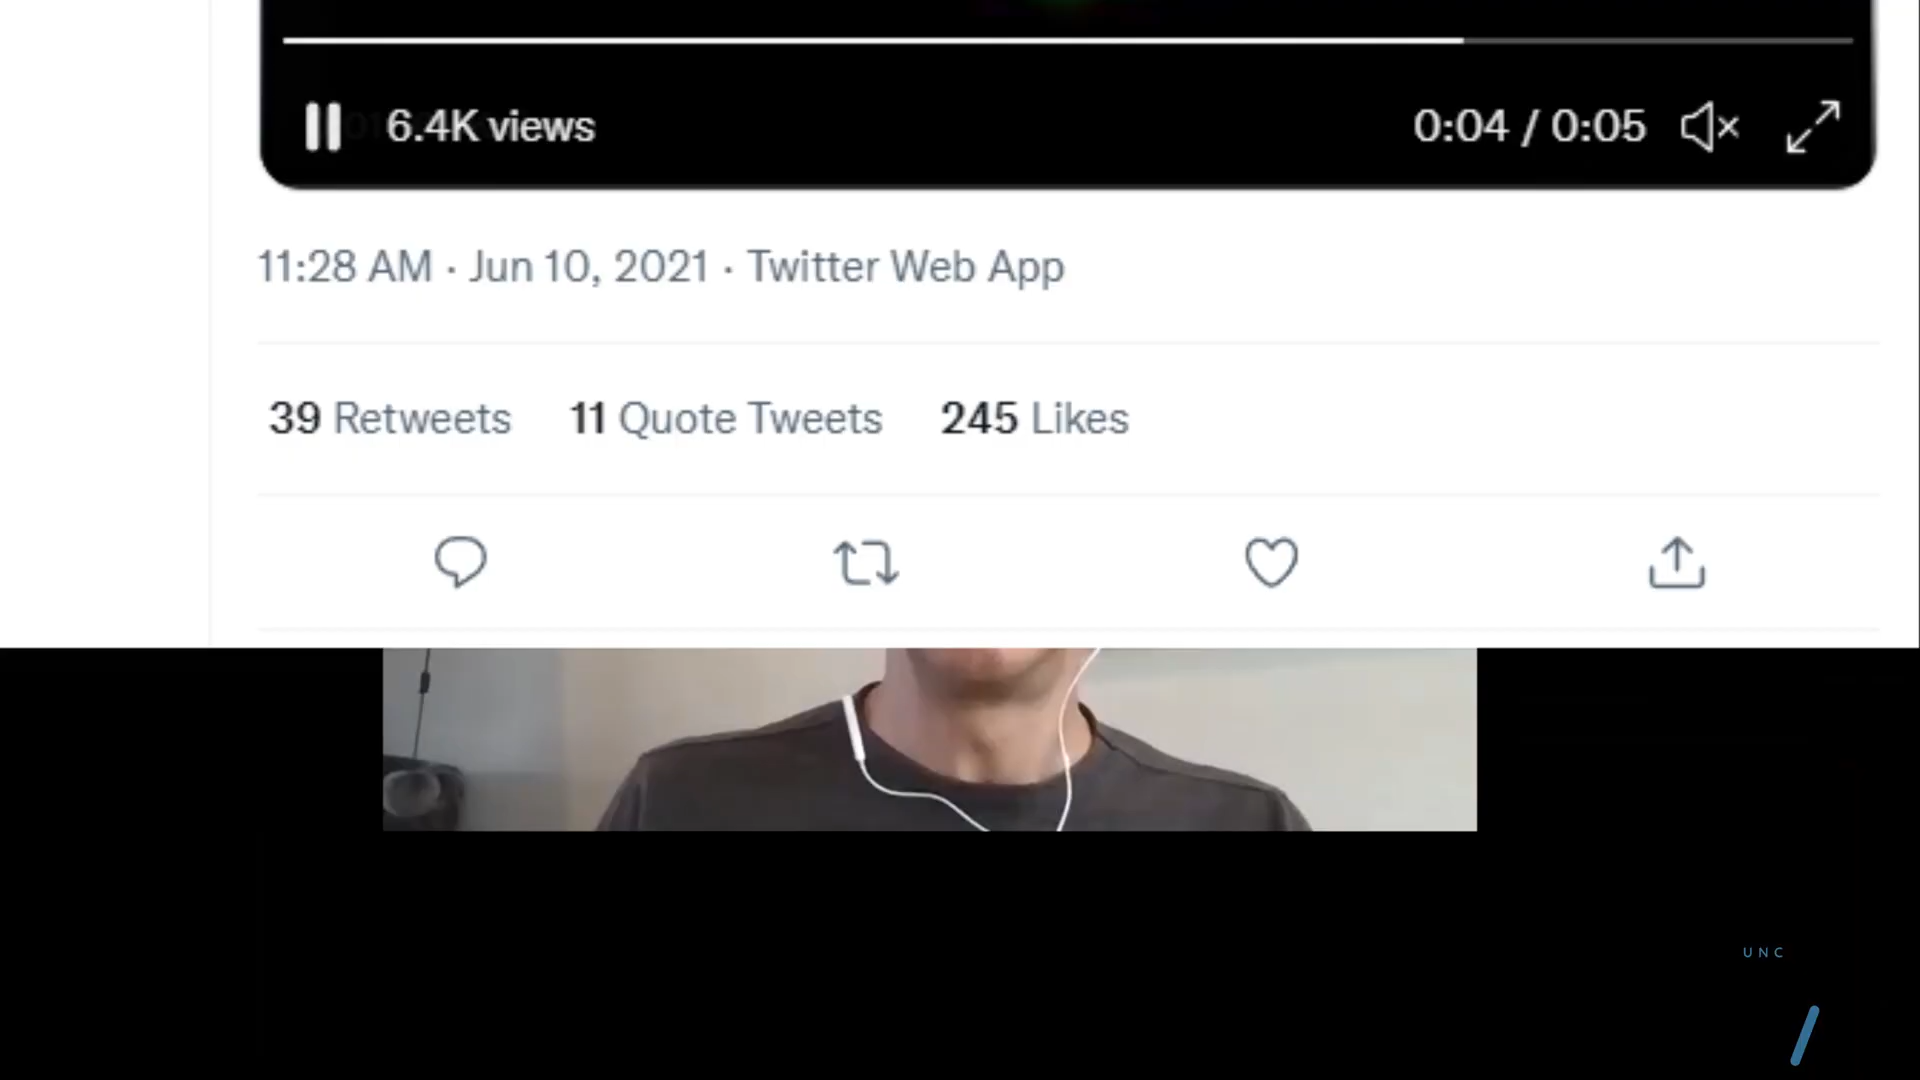 6.4K views 0:04 / 0:05
11:28 AM · Jun 10, 2021 · Twitter Web App
39 Retweets 11 Quote Tweets 245 Likes
UNC